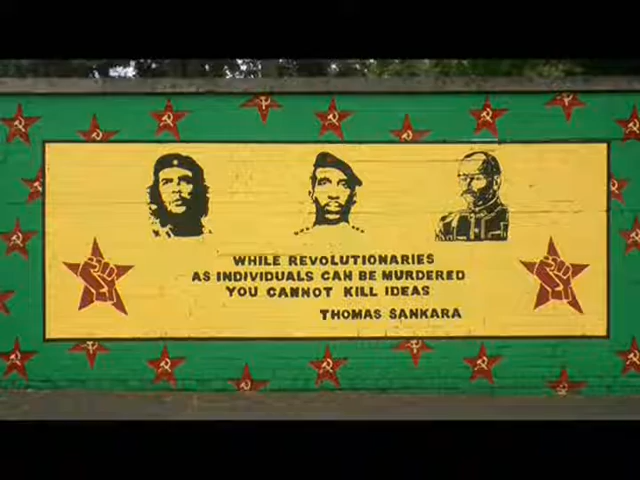 WHILE REVOLUTIONARIES
AS INDIVIDUALS CAN BE MURDERED
YOU CANNOT KILL IDEAS
THOMAS SANKARA